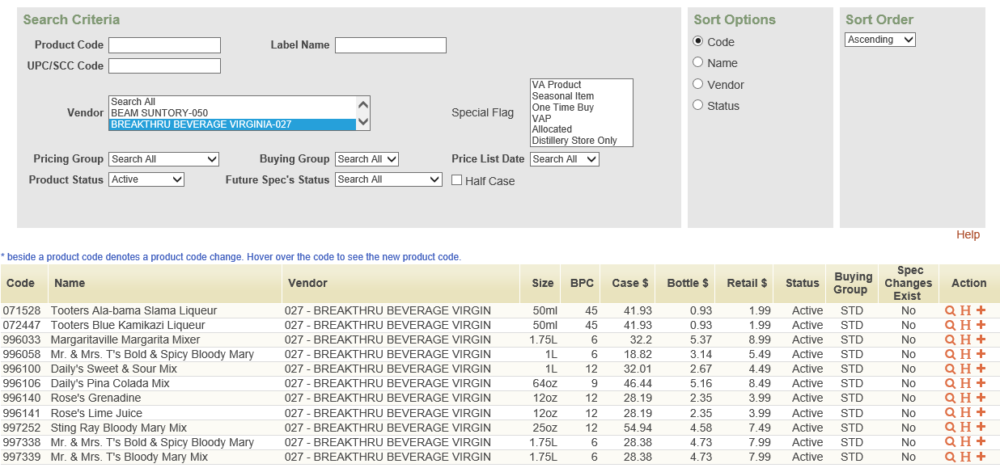 Search Criteria
Product Code
Label Name
UPC/SCC Code
Vendor
Search All
BEAM SUNTORY-050
BREAKTHRU BEVERAGE VIRGINIA-027
Special Flag
VA Product
Seasonal Item
One Time Buy
VAP
Allocated
Distillery Store Only
Pricing Group Search All
Buying Group Search All
Price List Date Search All
Product Status Active
Future Spec's Status Search All
Half Case
Sort Options
Code
Name
Vendor
Status
Sort Order
Ascending
Help
* beside a product code denotes a product code change. Hover over the code to see the new product code.
Code Name Vendor Size BPC Case $ Bottle $ Retail $ Status Buying Group Spec Changes Exist Action
071528 Tooters Ala-bama Slama Liqueur 027 - BREAKTHRU BEVERAGE VIRGIN 50ml 45 41.93 0.93 1.99 Active STD No H
072447 Tooters Blue Kamikazi Liqueur 027 - BREAKTHRU BEVERAGE VIRGIN 50ml 45 41.93 0.93 1.99 Active STD No H
996033 Margaritaville Margarita Mixer 027 - BREAKTHRU BEVERAGE VIRGIN 1.75L 6 32.2 5.37 8.99 Active STD No H
996058 Mr. & Mrs. T's Bold & Spicy Bloody Mary 027 - BREAKTHRU BEVERAGE VIRGIN 1L 6 18.82 3.14 5.49 Active STD No H
996100 Daily's Sweet & Sour Mix 027 - BREAKTHRU BEVERAGE VIRGIN 1L 12 32.01 2.67 4.49 Active STD No H
996106 Daily's Pina Colada Mix 027 - BREAKTHRU BEVERAGE VIRGIN 64oz 9 46.44 5.16 8.49 Active STD No H
996140 Rose's Grenadine 027 - BREAKTHRU BEVERAGE VIRGIN 12oz 12 28.19 2.35 3.99 Active STD No H
996141 Rose's Lime Juice 027 - BREAKTHRU BEVERAGE VIRGIN 12oz 12 28.19 2.35 3.99 Active STD No H
997252 Sting Ray Bloody Mary Mix 027 - BREAKTHRU BEVERAGE VIRGIN 25oz 12 54.94 4.58 7.49 Active STD No H
997338 Mr. & Mrs. T's Bold & Spicy Bloody Mary 027 - BREAKTHRU BEVERAGE VIRGIN 1.75L 6 28.38 4.73 7.99 Active STD No H
997339 Mr. & Mrs. T's Bloody Mary Mix 027 - BREAKTHRU BEVERAGE VIRGIN 1.75L 6 28.38 4.73 7.99 Active STD No H